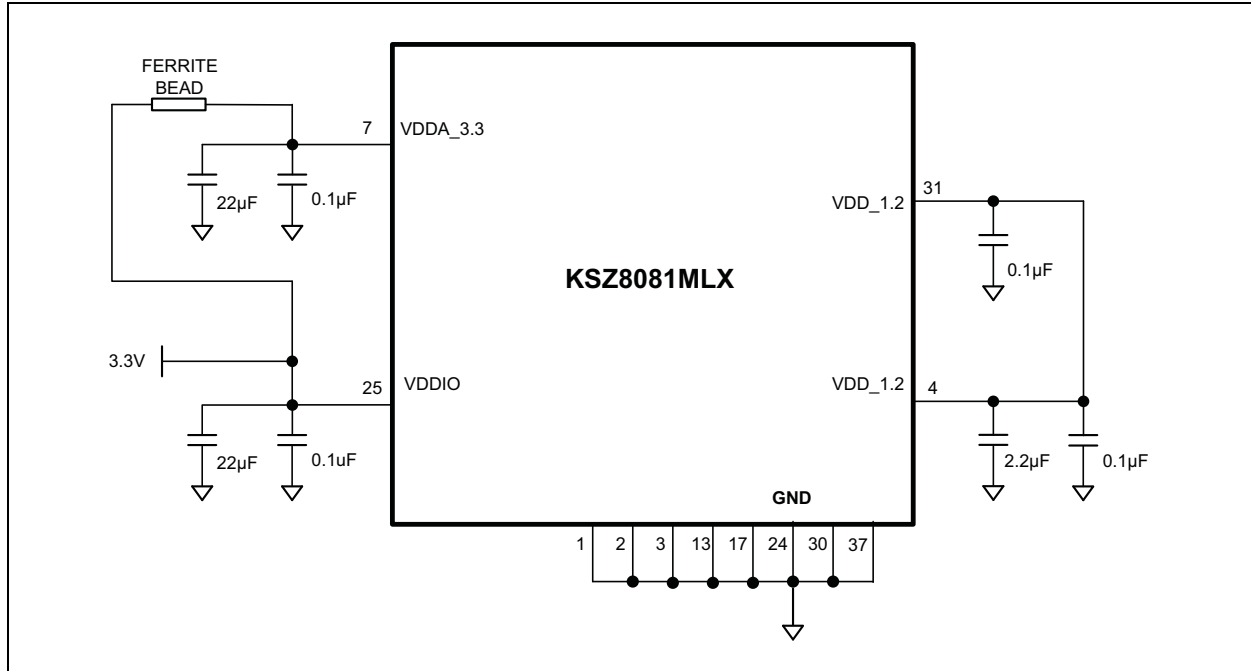 FERRITE
BEAD
7
VDDA_3.3
22µF
0.1µF
31
VDD_1.2
0.1µF
KSZ8081MLX
3.3V
25
VDDIO
VDD_1.2
4
22µF
0.1uF
2.2µF
0.1µF
GND
1
2
3
13
17
24
30
37